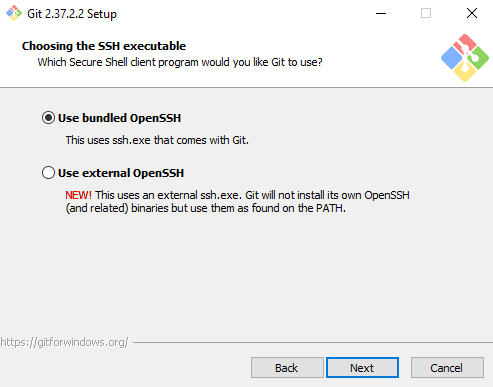 Git 2.37.2.2 Setup
Choosing the SSH executable
Which Secure Shell client program would you like Git to use?
Use bundled OpenSSH
This uses ssh.exe that comes with Git.
Use external OpenSSH
NEW! This uses an external ssh.exe. Git will not install its own OpenSSH
(and related) binaries but use them as found on the PATH.
https://gitforwindows.org/
Back Next Cancel